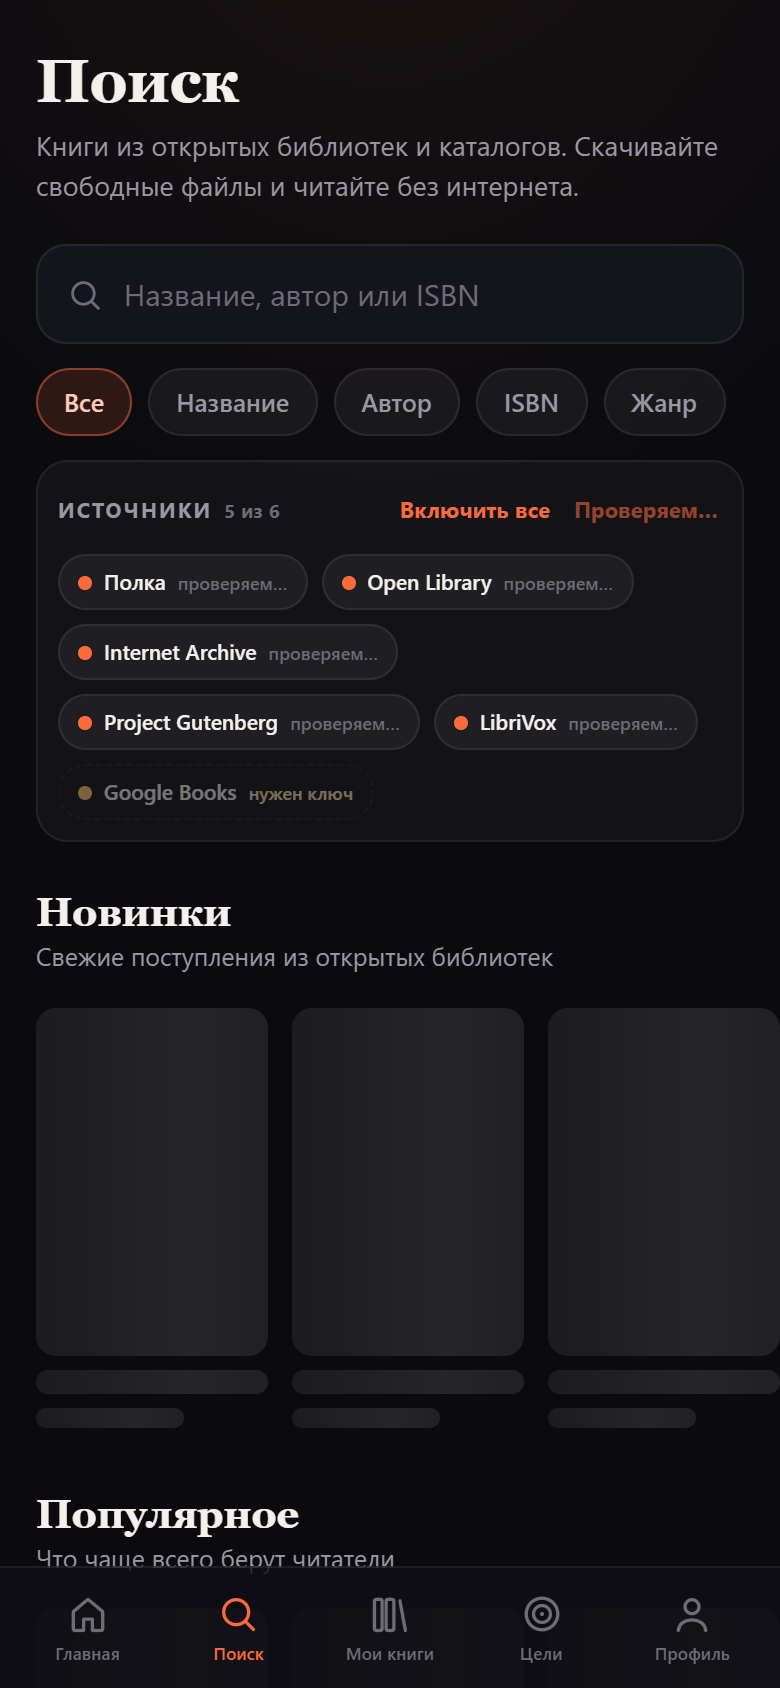 Поиск
Книги из открытых библиотек и каталогов. Скачивайте
свободные файлы и читайте без интернета.
Название, автор или ISBN
Все Название Автор ISBN Жанр
ИСТОЧНИКИ 5 из 6 Включить все Проверяем...
Полка проверяем... Open Library проверяем...
Internet Archive проверяем...
Project Gutenberg проверяем... LibriVox проверяем...
Google Books нужен ключ
Новинки
Свежие поступления из открытых библиотек
Популярное
Что чаще всего берут читатели
Главная Поиск Мои книги Цели Профиль